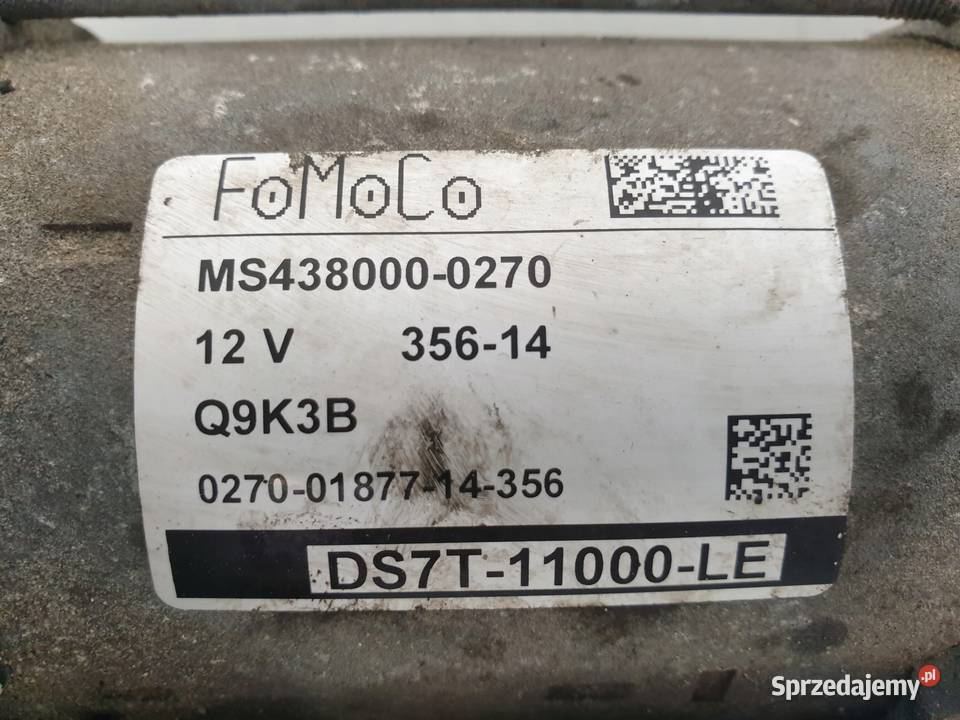 FoMoCo
MS438000-0270
12 V 356-14
Q9K3B
0270-01877-14-356
DS7T-11000-LE
Sprzedajemy.pl